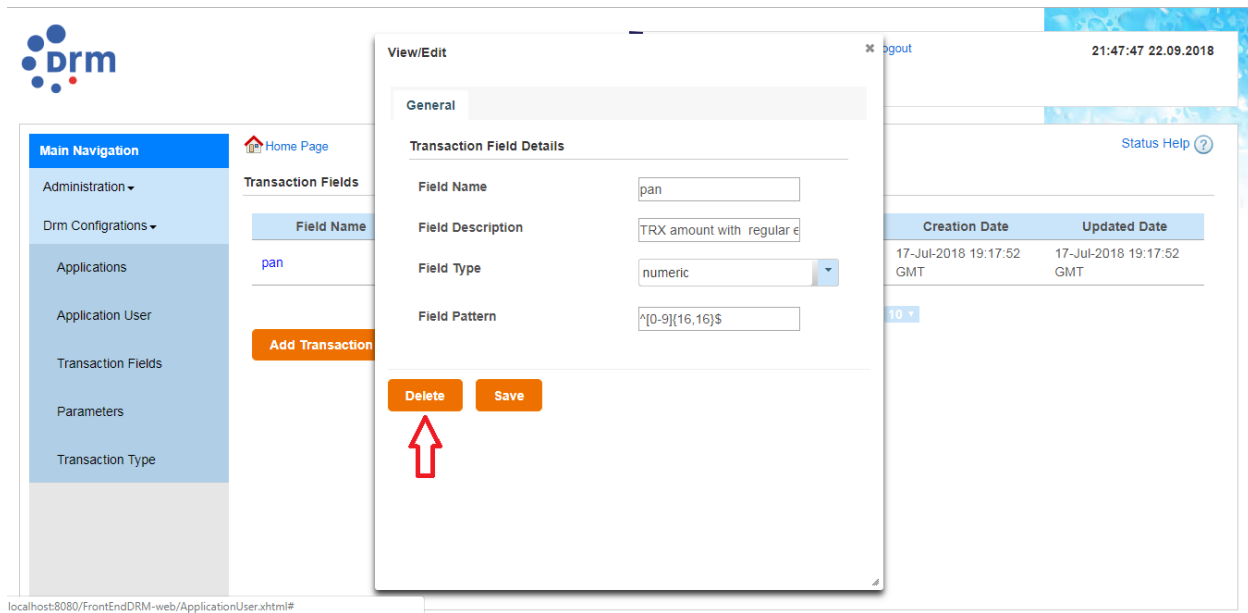 Drm
ogout
21:47:47 22.09.2018
Main Navigation
Administration
Drm Configrations
Applications
Application User
Transaction Fields
Parameters
Transaction Type
Home Page
Status Help ?
Transaction Fields
Field Name
Creation Date
Updated Date
pan
17-Jul-2018 19:17:52
GMT
17-Jul-2018 19:17:52
GMT
10
Add Transaction
View/Edit
General
Transaction Field Details
Field Name
pan
Field Description
TRX amount with  regular e
Field Type
numeric
Field Pattern
^[0-9]{16,16}$
Delete
Save
localhost:8080/FrontEndDRM-web/ApplicationUser.xhtml#